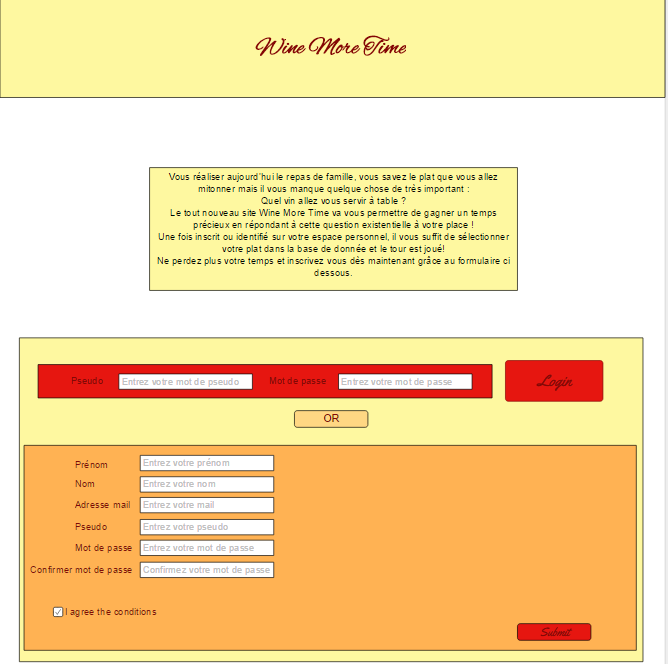 Wine More Time
Vous réaliser aujourd'hui le repas de famille, vous savez le plat que vous allez
mitonner mais il vous manque quelque chose de très important :
Quel vin allez vous servir à table ?
Le tout nouveau site Wine More Time va vous permettre de gagner un temps
précieux en répondant à cette question existentielle à votre place !
Une fois inscrit ou identifié sur votre espace personnel, il vous suffit de sélectionner
votre plat dans la base de donnée et le tour est joué!
Ne perdez plus votre temps et inscrivez vous dés maintenant grâce au formulaire ci
dessous.
Pseudo Entrez votre mot de pseudo Mot de passe Entrez votre mot de passe Login
OR
Prénom Entrez votre prénom
Nom Entrez votre nom
Adresse mail Entrez votre mail
Pseudo Entrez votre pseudo
Mot de passe Entrez votre mot de passe
Confirmer mot de passe Confirmez votre mot de passe
I agree the conditions
Submit